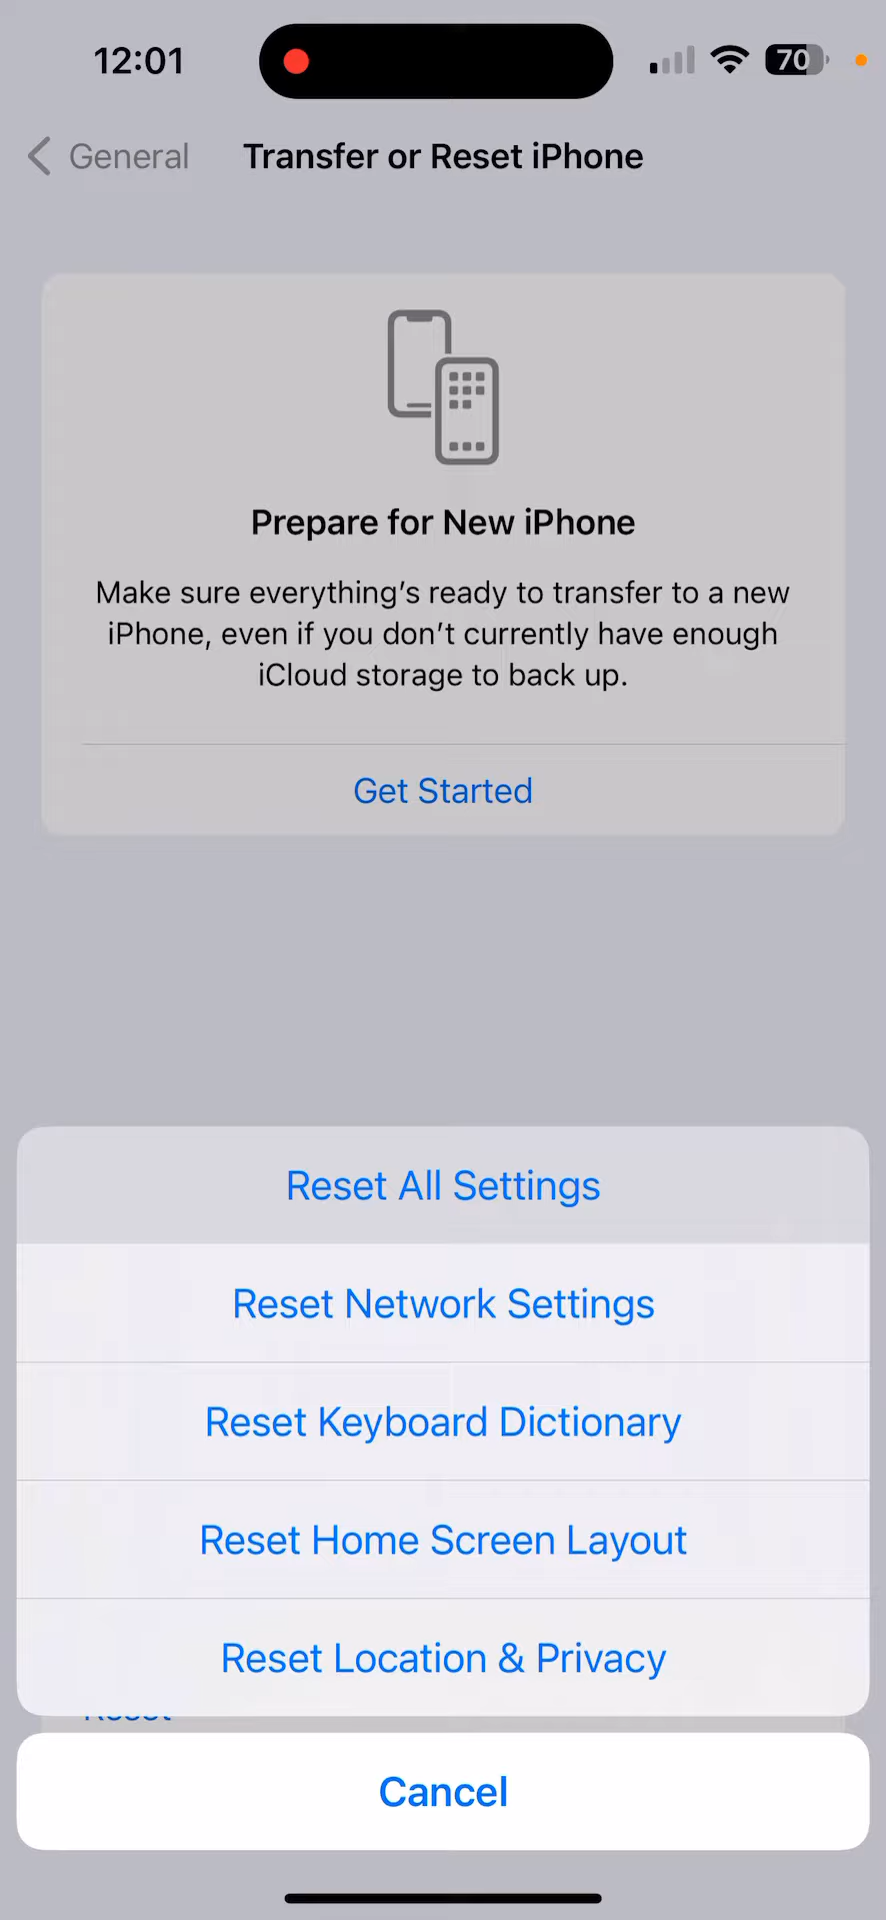 12:01
70
General
Transfer or Reset iPhone
Prepare for New iPhone
Make sure everything's ready to transfer to a new
iPhone, even if you don't currently have enough
iCloud storage to back up.
Get Started
Reset All Settings
Reset Network Settings
Reset Keyboard Dictionary
Reset Home Screen Layout
Reset Location & Privacy
Reset
Cancel